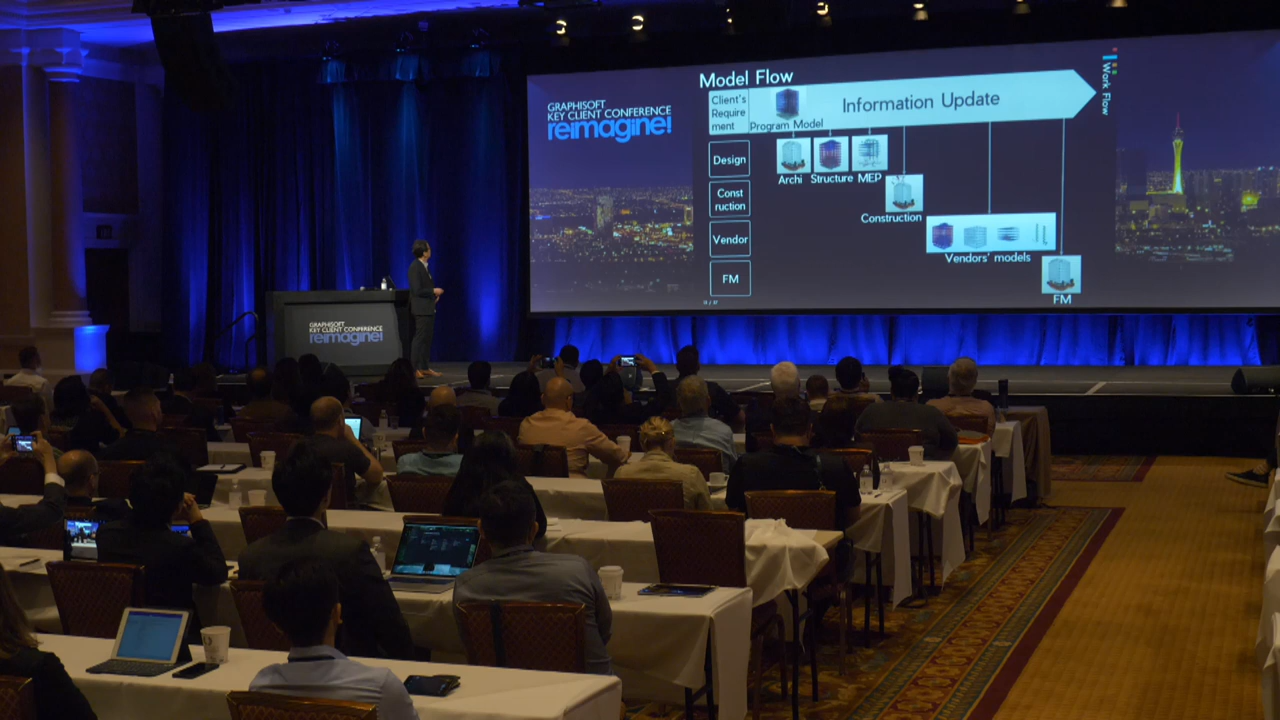 GRAPHISOFT
KEY CLIENT CONFERENCE
reimagine!
Model Flow
Client's
Require
ment
Program Model
Information Update
Work Flow
Design
Archi
Structure
MEP
Const
ruction
Construction
Vendor
Vendors' models
FM
FM
GRAPHISOFT
KEY CLIENT CONFERENCE
reimagine!